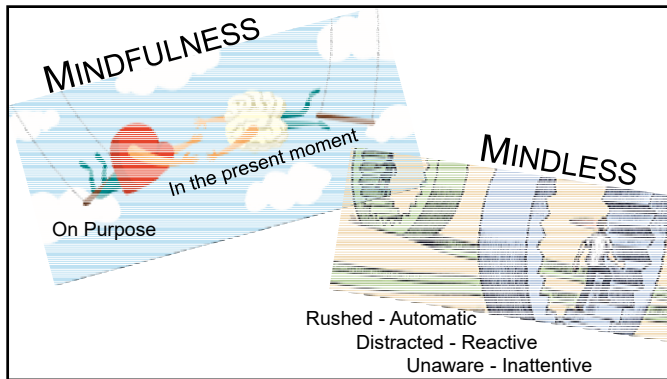 MINDFULNESS
In the present moment
On Purpose
MINDLESS
Rushed - Automatic
Distracted - Reactive
Unaware - Inattentive